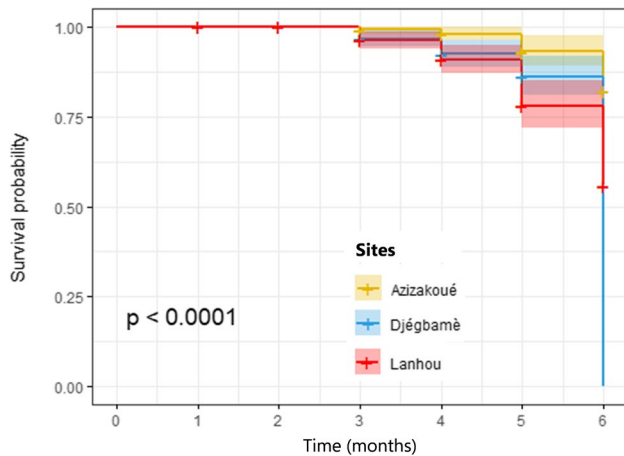 1.00
0.75
0.50
0.25
0.00
Survival probability
p < 0.0001
Sites
Azizakoué
Djégbamè
Lanhou
0 1 2 3 4 5 6
Time (months)